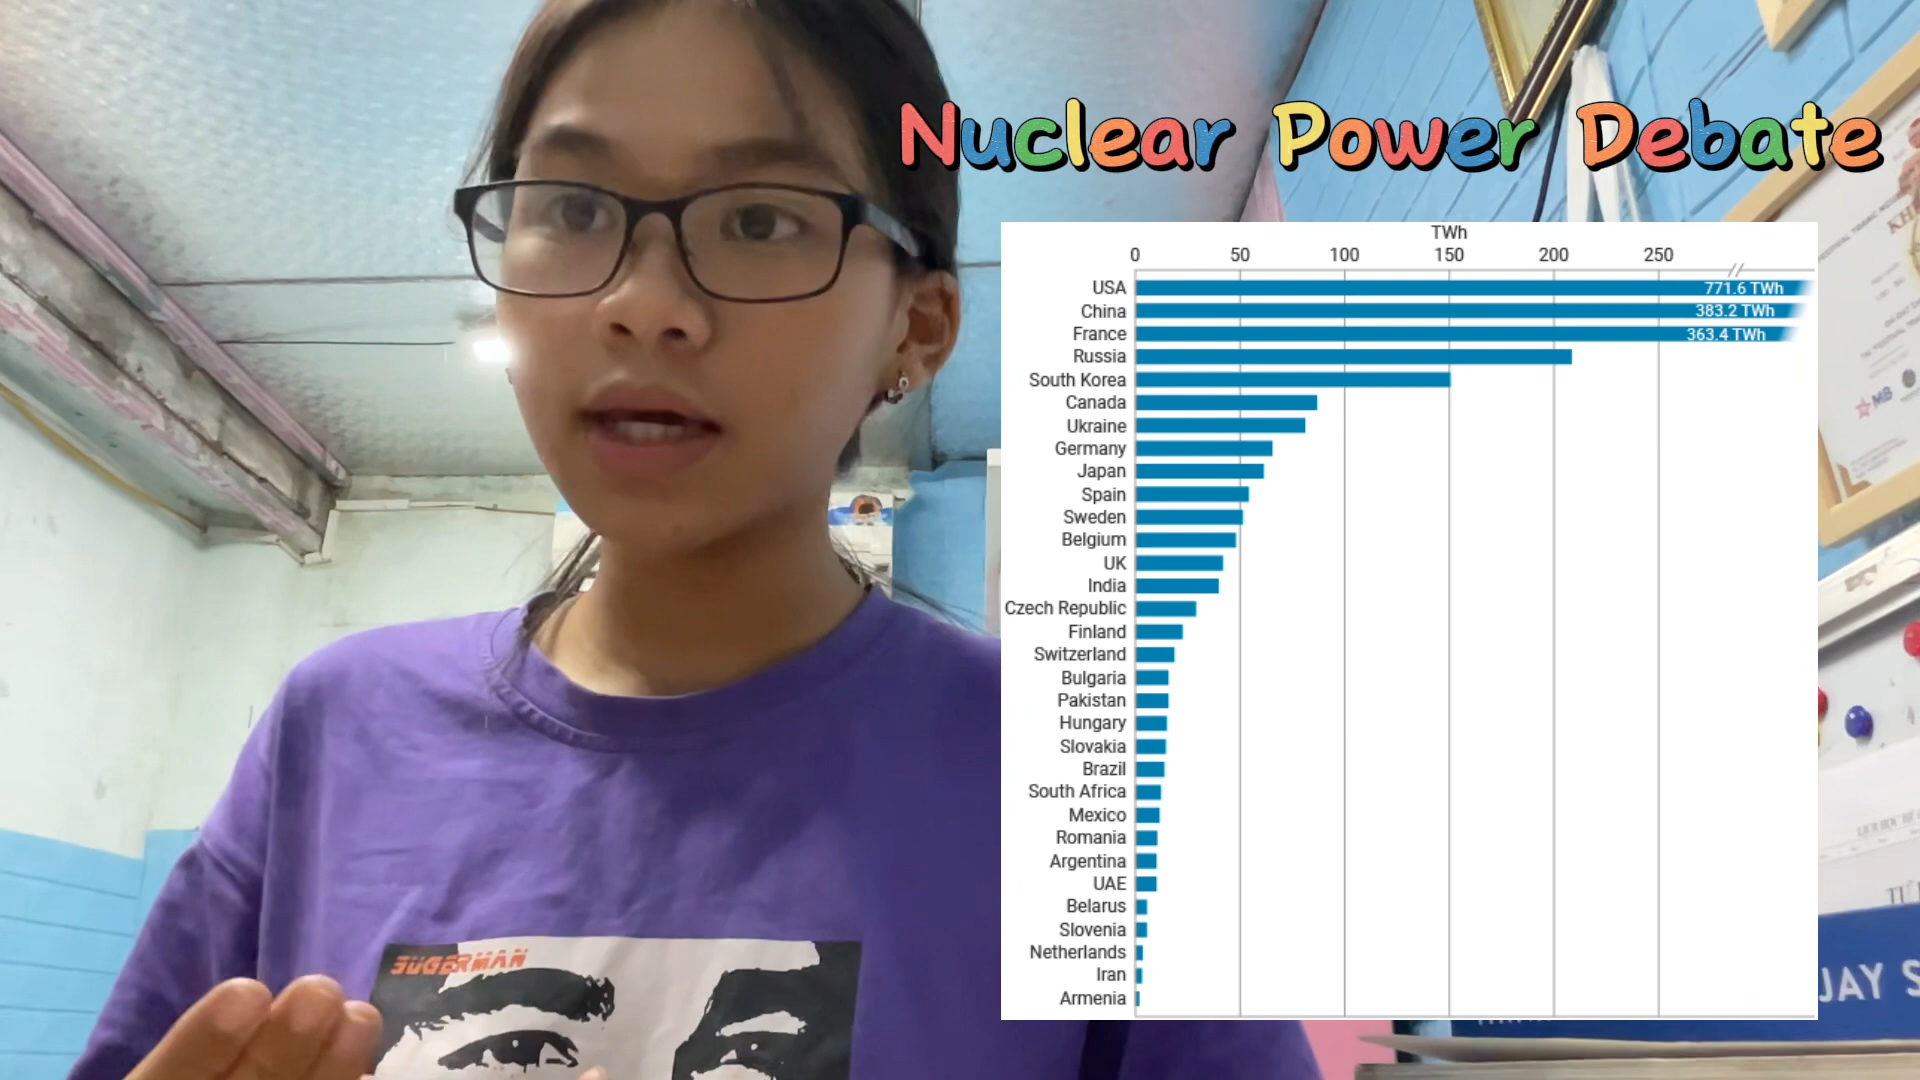 Nuclear Power Debate
TWh
0 50 100 150 200 250
USA 771.6 TWh
China 383.2 TWh
France 363.4 TWh
Russia
South Korea
Canada
Ukraine
Germany
Japan
Spain
Sweden
Belgium
UK
India
Czech Republic
Finland
Switzerland
Bulgaria
Pakistan
Hungary
Slovakia
Brazil
South Africa
Mexico
Romania
Argentina
UAE
Belarus
Slovenia
Netherlands
Iran
Armenia
SUGERMAN
MB
JAY S